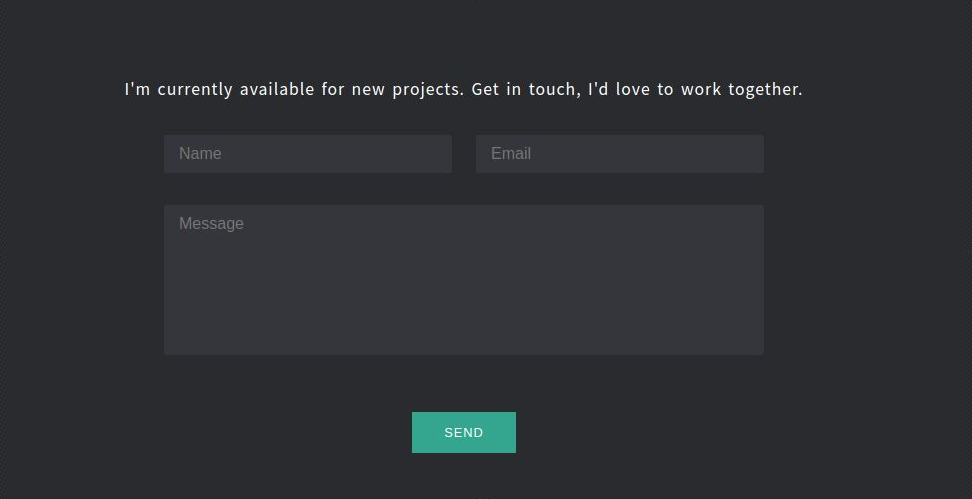 I'm currently available for new projects. Get in touch, I'd love to work together.
Name Email
Message
SEND